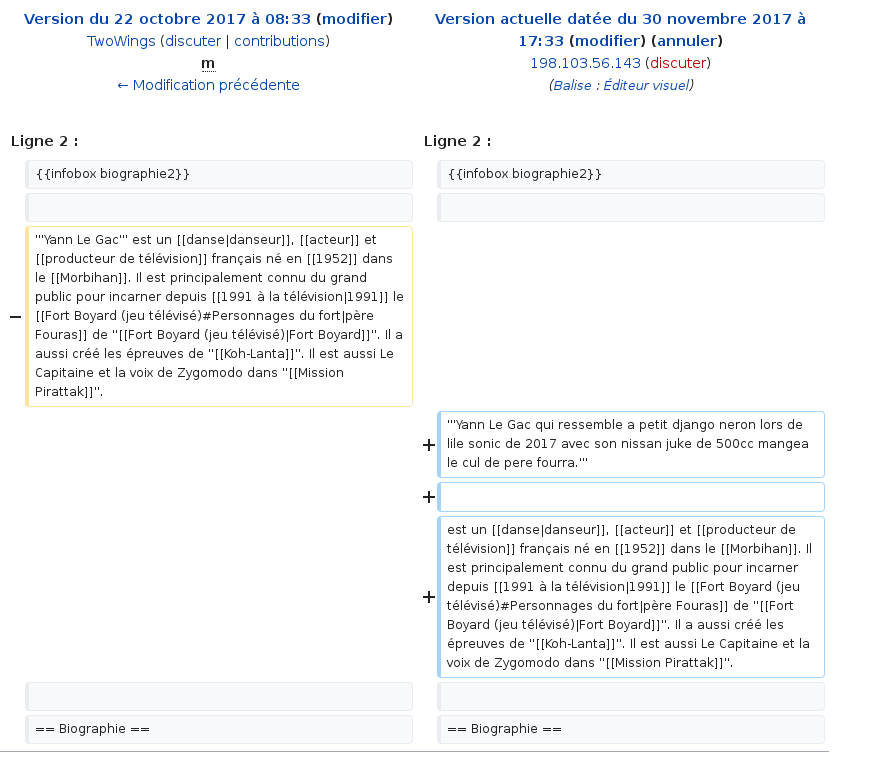 Version du 22 octobre 2017 à 08:33 (modifier)
TwoWings (discuter | contributions)
m
← Modification précédente
Version actuelle datée du 30 novembre 2017 à
17:33 (modifier) (annuler)
198.103.56.143 (discuter)
(Balise : Éditeur visuel)
Ligne 2 :
Ligne 2 :
{{infobox biographie2}}
{{infobox biographie2}}
−
'''Yann Le Gac''' est un [[danse|danseur]], [[acteur]] et
[[producteur de télévision]] français né en [[1952]] dans
le [[Morbihan]]. Il est principalement connu du grand
public pour incarner depuis [[1991 à la télévision|1991]] le
[[Fort Boyard (jeu télévisé)#Personnages du fort|père
Fouras]] de ''[[Fort Boyard (jeu télévisé)|Fort Boyard]]''. Il a
aussi créé les épreuves de ''[[Koh-Lanta]]''. Il est aussi Le
Capitaine et la voix de Zygomodo dans ''[[Mission
Pirattak]]''.
+
'''Yann Le Gac qui ressemble a petit django neron lors de
lile sonic de 2017 avec son nissan juke de 500cc mangea
le cul de pere fourra.'''
+
+
est un [[danse|danseur]], [[acteur]] et [[producteur de
télévision]] français né en [[1952]] dans le [[Morbihan]]. Il
est principalement connu du grand public pour incarner
depuis [[1991 à la télévision|1991]] le [[Fort Boyard (jeu
télévisé)#Personnages du fort|père Fouras]] de ''[[Fort
Boyard (jeu télévisé)|Fort Boyard]]''. Il a aussi créé les
épreuves de ''[[Koh-Lanta]]''. Il est aussi Le Capitaine et la
voix de Zygomodo dans ''[[Mission Pirattak]]''.
== Biographie ==
== Biographie ==